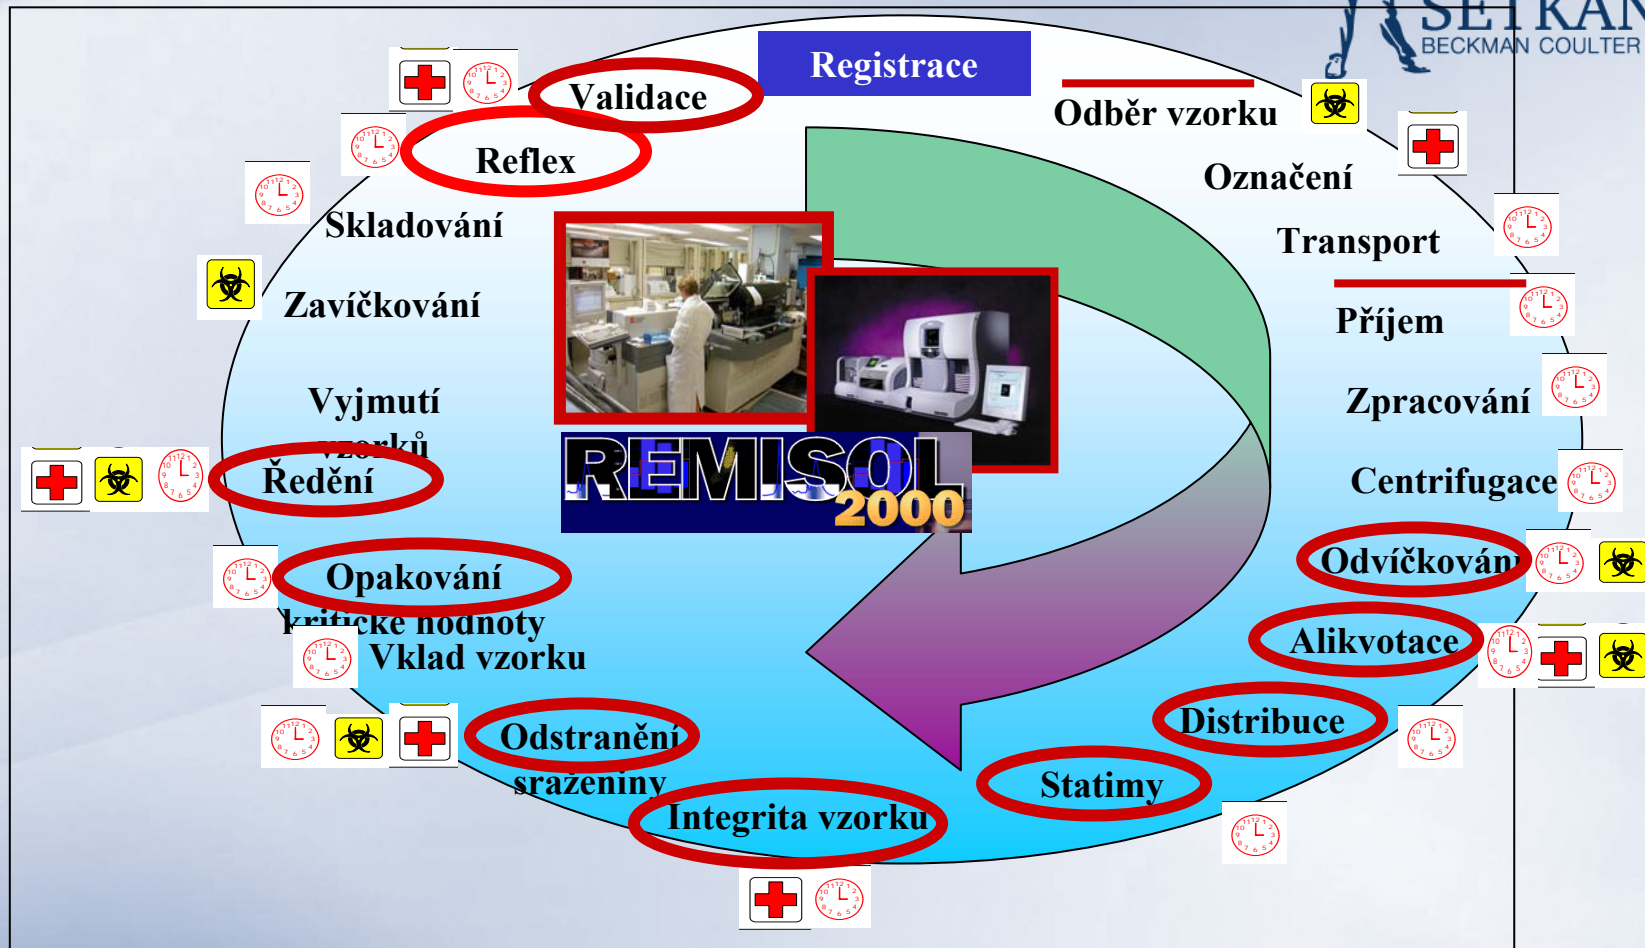 BECKMAN COULTER
Registrace
Validace
Odběr vzorku
Reflex
Označení
Skladování
Transport
Zavíčkování
Příjem
Vyjmutí
vzorků
Zpracování
Ředění
Centrifugace
REMISOL
2000
Opakování
kritické hodnoty
Vklad vzorku
Odvíčkování
Alikvotace
Distribuce
Odstranění
sraženiny
Statimy
Integrita vzorku